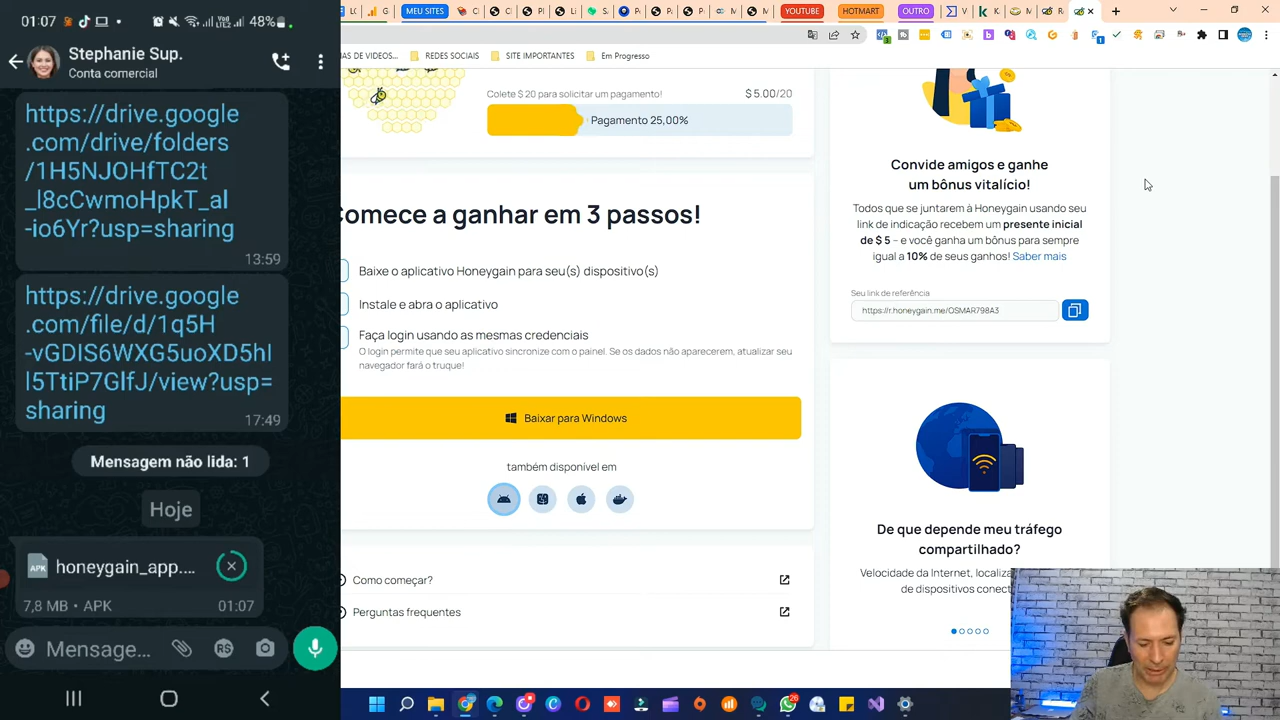 01:07
48%
Stephanie Sup.
Conta comercial
https://drive.google
.com/drive/folders
/1H5NJOHfTC2t
_l8cCwmoHpkT_al
-io6Yr?usp=sharing
13:59
https://drive.google
.com/file/d/1q5H
-vGDIS6WXG5uoXD5hI
l5TtiP7GlfJ/view?usp=
sharing
17:49
Mensagem não lida: 1
Hoje
APK
honeygain_app....
7,8 MB • APK
01:07
Mensagem...
MEU SITES
YOUTUBE
HOTMART
OUTRO
AS DE VIDEOS...
REDES SOCIAIS
SITE IMPORTANTES
Em Progresso
Colete $ 20 para solicitar um pagamento!
$ 5.00/20
Pagamento 25,00%
Comece a ganhar em 3 passos!
Baixe o aplicativo Honeygain para seu(s) dispositivo(s)
Instale e abra o aplicativo
Faça login usando as mesmas credenciais
O login permite que seu aplicativo sincronize com o painel. Se os dados não aparecerem, atualizar seu
navegador fará o truque!
Baixar para Windows
também disponível em
Como começar?
Perguntas frequentes
Convide amigos e ganhe
um bônus vitalício!
Todos que se juntarem à Honeygain usando seu
link de indicação recebem um presente inicial
de $ 5 – e você ganha um bônus para sempre
igual a 10% de seus ganhos! Saber mais
Seu link de referência
https://r.honeygain.me/OSMAR798A3
De que depende meu tráfego
compartilhado?
Velocidade da Internet, localiza
de dispositivos conect
26